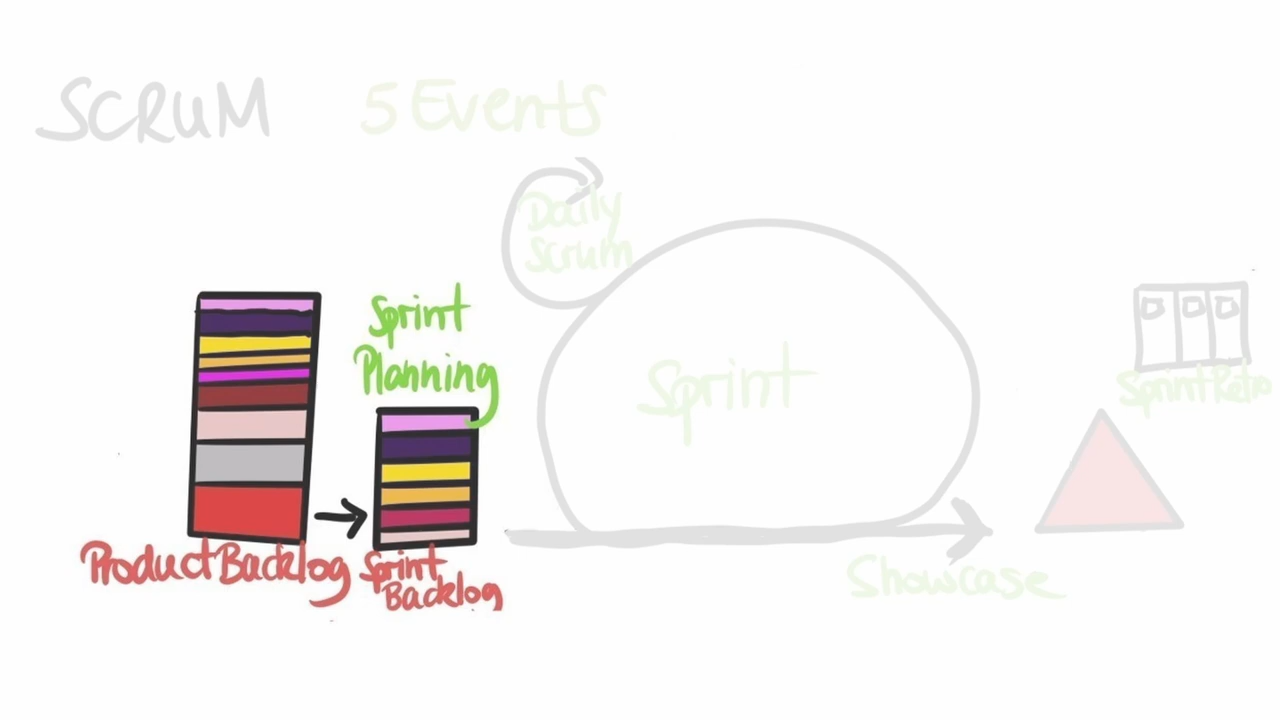 SCRUM 5 Events
Daily
Scrum
Sprint
Planning
Sprint
Sprint Retro
Product Backlog
Sprint
Backlog
Showcase